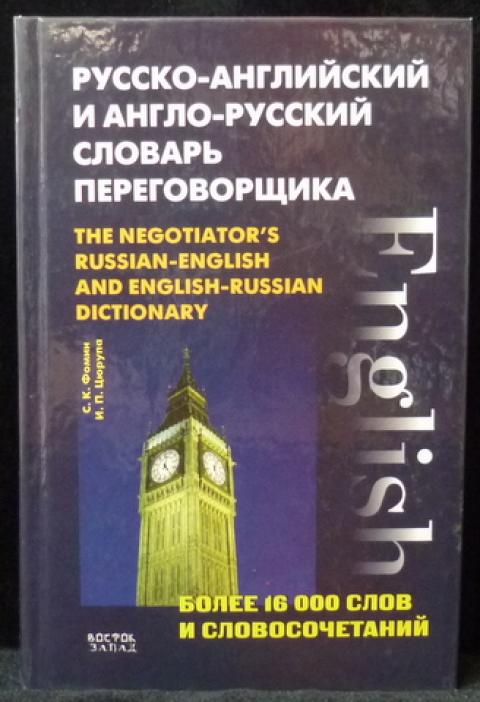 РУССКО-АНГЛИЙСКИЙ
И АНГЛО-РУССКИЙ
СЛОВАРЬ
ПЕРЕГОВОРЩИКА
THE NEGOTIATOR'S
RUSSIAN-ENGLISH
AND ENGLISH-RUSSIAN
DICTIONARY
С. К. Фомин
И. П. Цюрупа
English
БОЛЕЕ 16 000 СЛОВ
И СЛОВОСОЧЕТАНИЙ
ВОСТОК
ЗАПАД